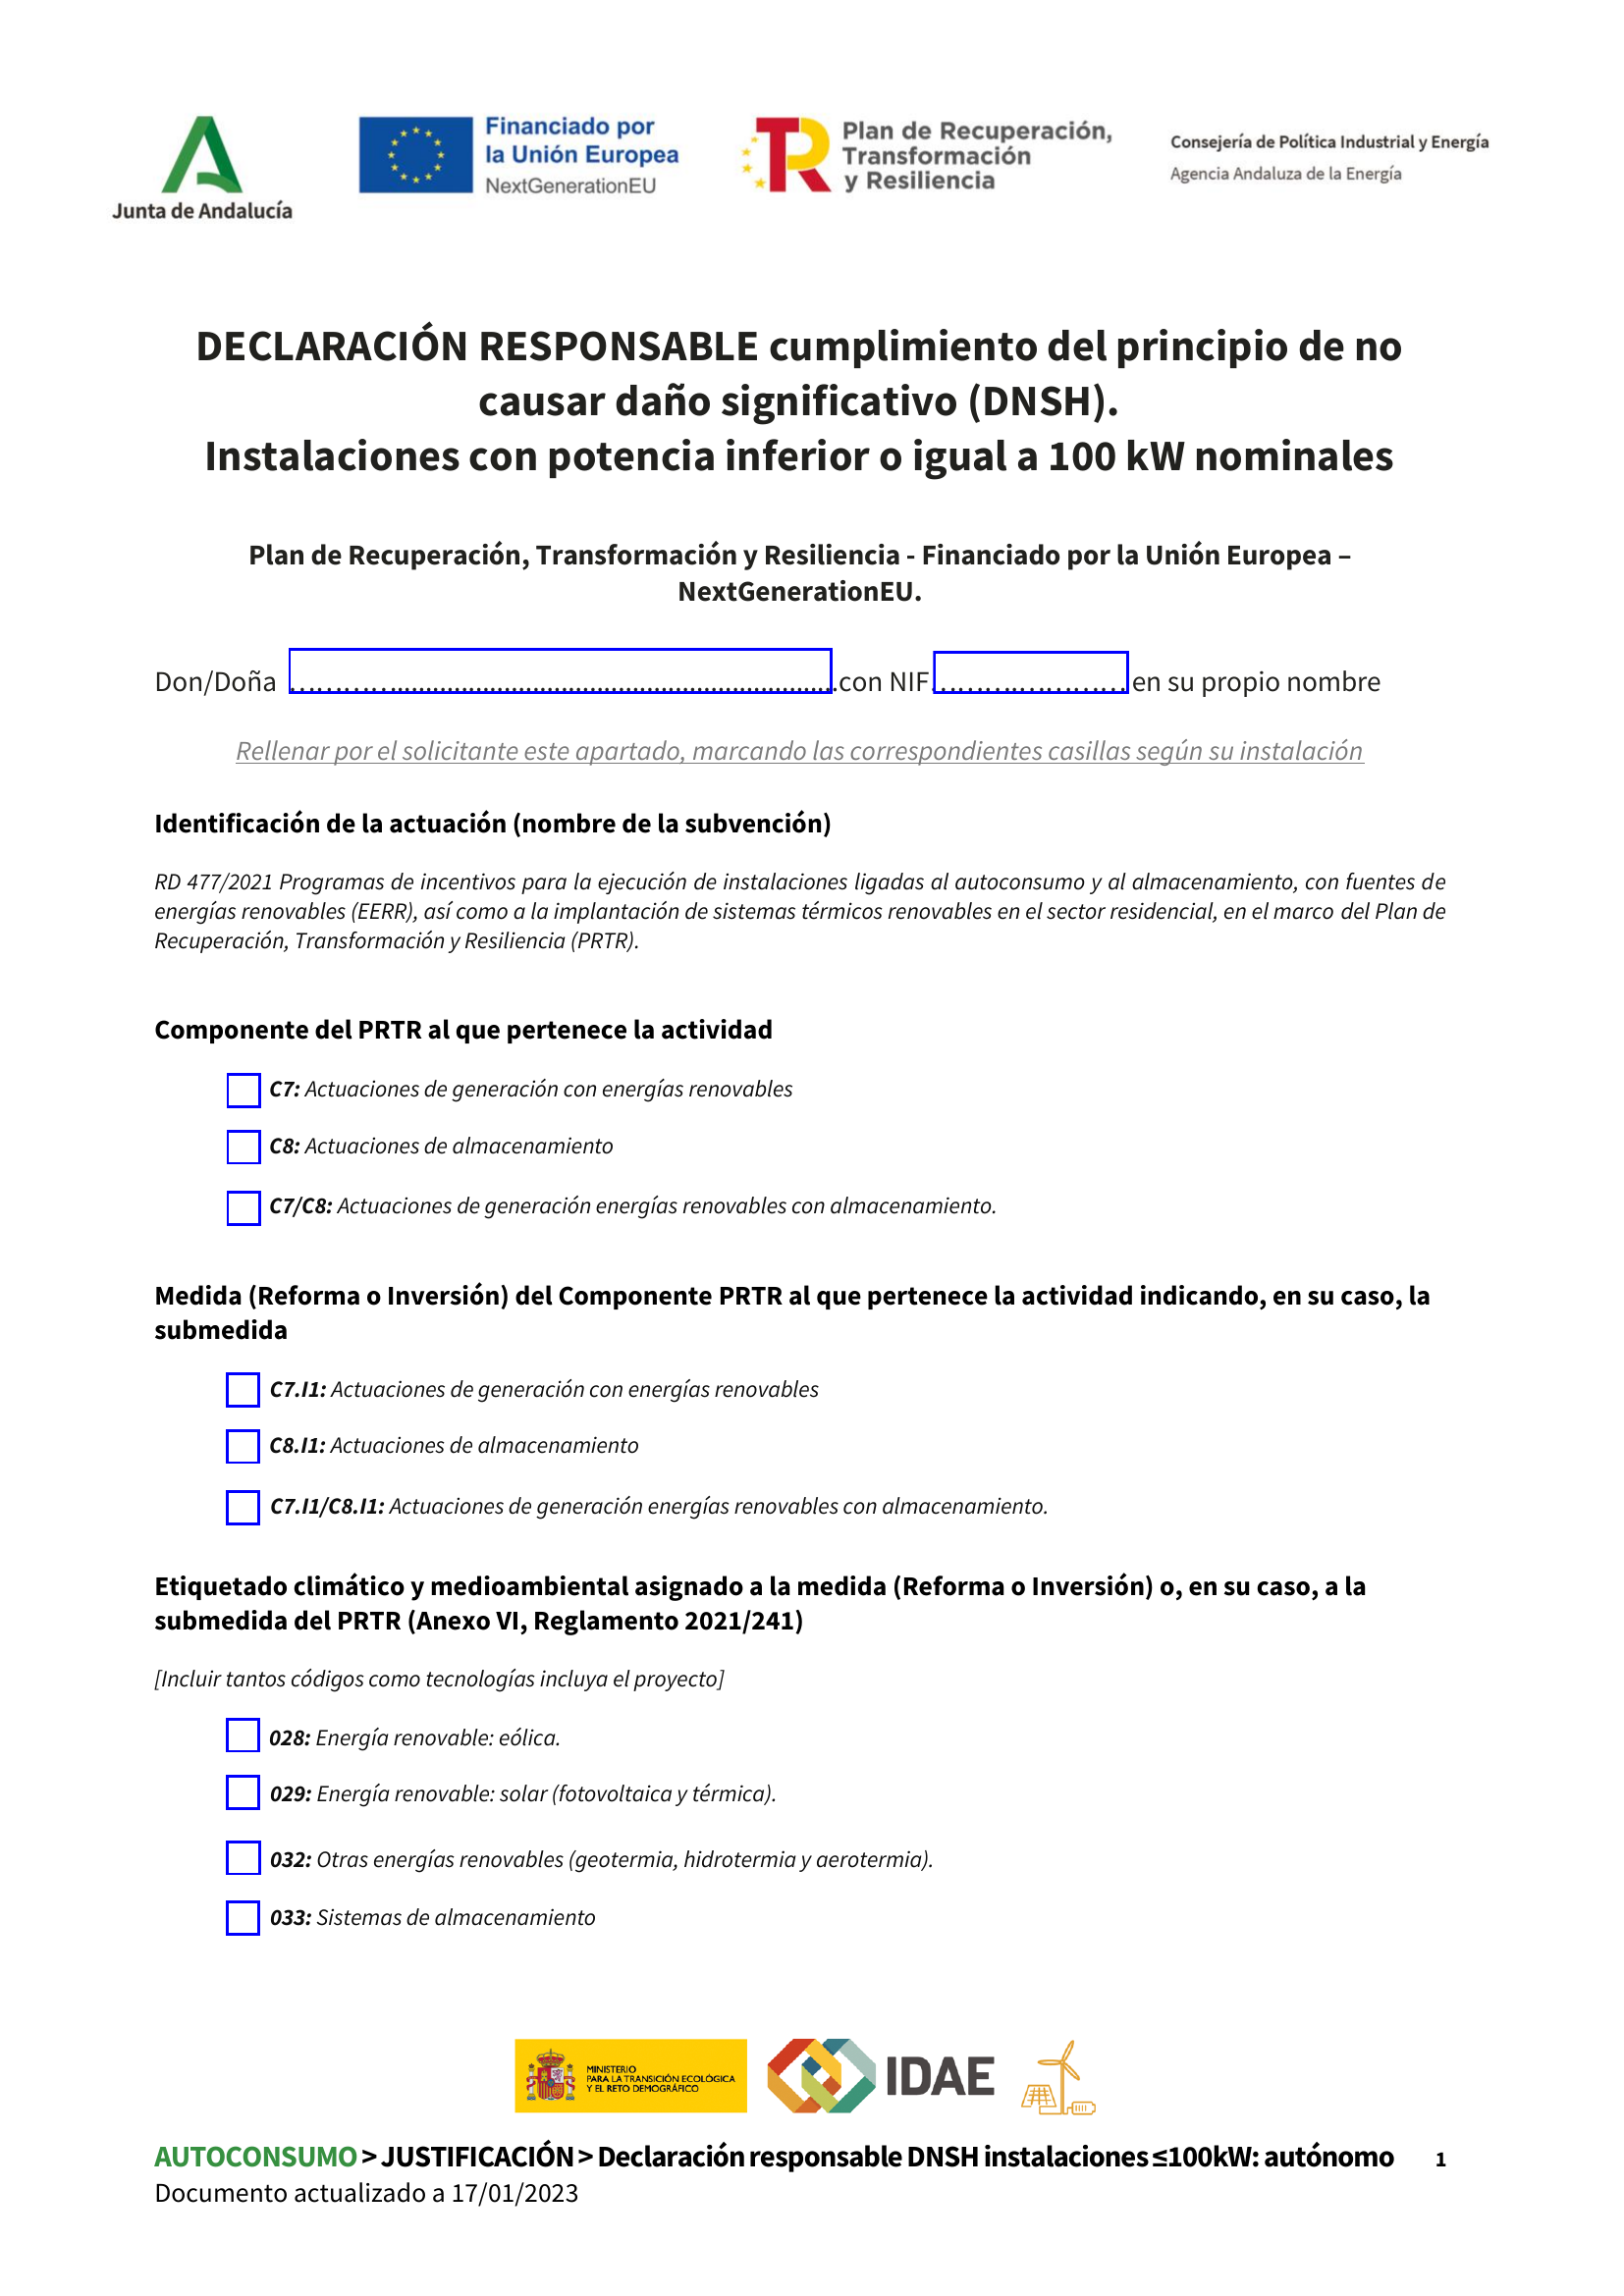 Junta de Andalucía
Financiado por
la Unión Europea
NextGenerationEU
Plan de Recuperación,
Transformación
y Resiliencia
Consejería de Política Industrial y Energía
Agencia Andaluza de la Energía
DECLARACIÓN RESPONSABLE cumplimiento del principio de no
causar daño significativo (DNSH).
Instalaciones con potencia inferior o igual a 100 kW nominales
Plan de Recuperación, Transformación y Resiliencia - Financiado por la Unión Europea –
NextGenerationEU.
Don/Doña ................................................................con NIF...................... en su propio nombre
Rellenar por el solicitante este apartado, marcando las correspondientes casillas según su instalación
Identificación de la actuación (nombre de la subvención)
RD 477/2021 Programas de incentivos para la ejecución de instalaciones ligadas al autoconsumo y al almacenamiento, con fuentes de
energías renovables (EERR), así como a la implantación de sistemas térmicos renovables en el sector residencial, en el marco del Plan de
Recuperación, Transformación y Resiliencia (PRTR).
Componente del PRTR al que pertenece la actividad
C7: Actuaciones de generación con energías renovables
C8: Actuaciones de almacenamiento
C7/C8: Actuaciones de generación energías renovables con almacenamiento.
Medida (Reforma o Inversión) del Componente PRTR al que pertenece la actividad indicando, en su caso, la
submedida
C7.I1: Actuaciones de generación con energías renovables
C8.I1: Actuaciones de almacenamiento
C7.I1/C8.I1: Actuaciones de generación energías renovables con almacenamiento.
Etiquetado climático y medioambiental asignado a la medida (Reforma o Inversión) o, en su caso, a la
submedida del PRTR (Anexo VI, Reglamento 2021/241)
[Incluir tantos códigos como tecnologías incluya el proyecto]
028: Energía renovable: eólica.
029: Energía renovable: solar (fotovoltaica y térmica).
032: Otras energías renovables (geotermia, hidrotermia y aerotermia).
033: Sistemas de almacenamiento
MINISTERIO
PARA LA TRANSICIÓN ECOLÓGICA
Y EL RETO DEMOGRÁFICO
IDAE
AUTOCONSUMO > JUSTIFICACIÓN > Declaración responsable DNSH instalaciones ≤100kW: autónomo 1
Documento actualizado a 17/01/2023